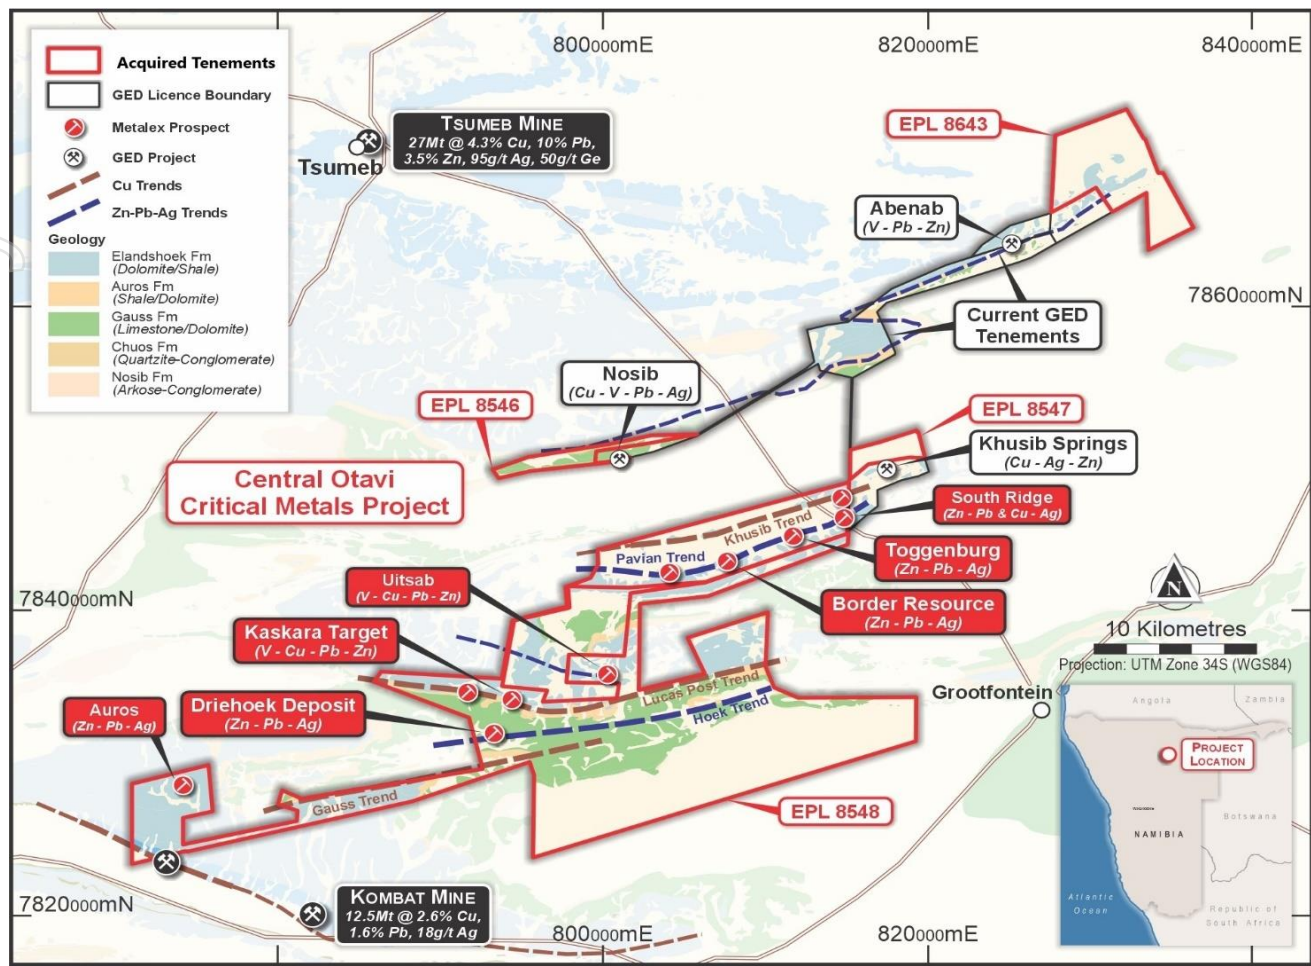 800000mE
820000mE
840000mE
Acquired Tenements
GED Licence Boundary
Metalex Prospect
GED Project
Cu Trends
Zn-Pb-Ag Trends
Geology
Elandshoek Fm
(Dolomite/Shale)
Auros Fm
(Shale/Dolomite)
Gauss Fm
(Limestone/Dolomite)
Chuos Fm
(Quartzite-Conglomerate)
Nosib Fm
(Arkose-Conglomerate)
TSUMEB MINE
27Mt @ 4.3% Cu, 10% Pb,
3.5% Zn, 95g/t Ag, 50g/t Ge
Tsumeb
EPL 8643
Abenab
(V - Pb - Zn)
7860000mN
Current GED
Tenements
Nosib
(Cu - V - Pb - Ag)
EPL 8546
EPL 8547
Khusib Springs
(Cu - Ag - Zn)
Central Otavi
Critical Metals Project
South Ridge
(Zn - Pb & Cu - Ag)
Khusib Trend
Pavian Trend
Toggenburg
(Zn - Pb - Ag)
Uitsab
(V - Cu - Pb - Zn)
Border Resource
(Zn - Pb - Ag)
7840000mN
N
10 Kilometres
Projection: UTM Zone 34S (WGS84)
Kaskara Target
(V - Cu - Pb - Zn)
Lucas Post Trend
Hoek Trend
Grootfontein
Driehoek Deposit
(Zn - Pb - Ag)
Auros
(Zn - Pb - Ag)
Gauss Trend
EPL 8548
Angola
Zambia
PROJECT
LOCATION
NAMIBIA
Botswana
Atlantic
Ocean
Republic of
South Africa
KOMBAT MINE
12.5Mt @ 2.6% Cu,
1.6% Pb, 18g/t Ag
7820000mN
800000mE
820000mE